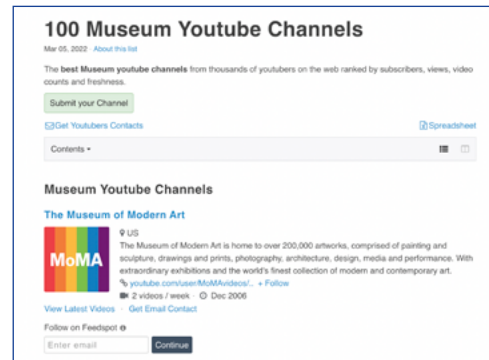 100 Museum Youtube Channels
Mar 05, 2022 · About this list
The best Museum youtube channels from thousands of youtubers on the web ranked by subscribers, views, video
counts and freshness.
Submit your Channel
Get Youtubers Contacts
Spreadsheet
Contents
Museum Youtube Channels
The Museum of Modern Art
MoMA
US
The Museum of Modern Art is home to over 200,000 artworks, comprised of painting and
sculpture, drawings and prints, photography, architecture, design, media and performance. With
extraordinary exhibitions and the world's finest collection of modern and contemporary art.
youtube.com/user/MoMAvideos/.. + Follow
2 videos / week · Dec 2006
View Latest Videos · Get Email Contact
Follow on Feedspot
Enter email
Continue